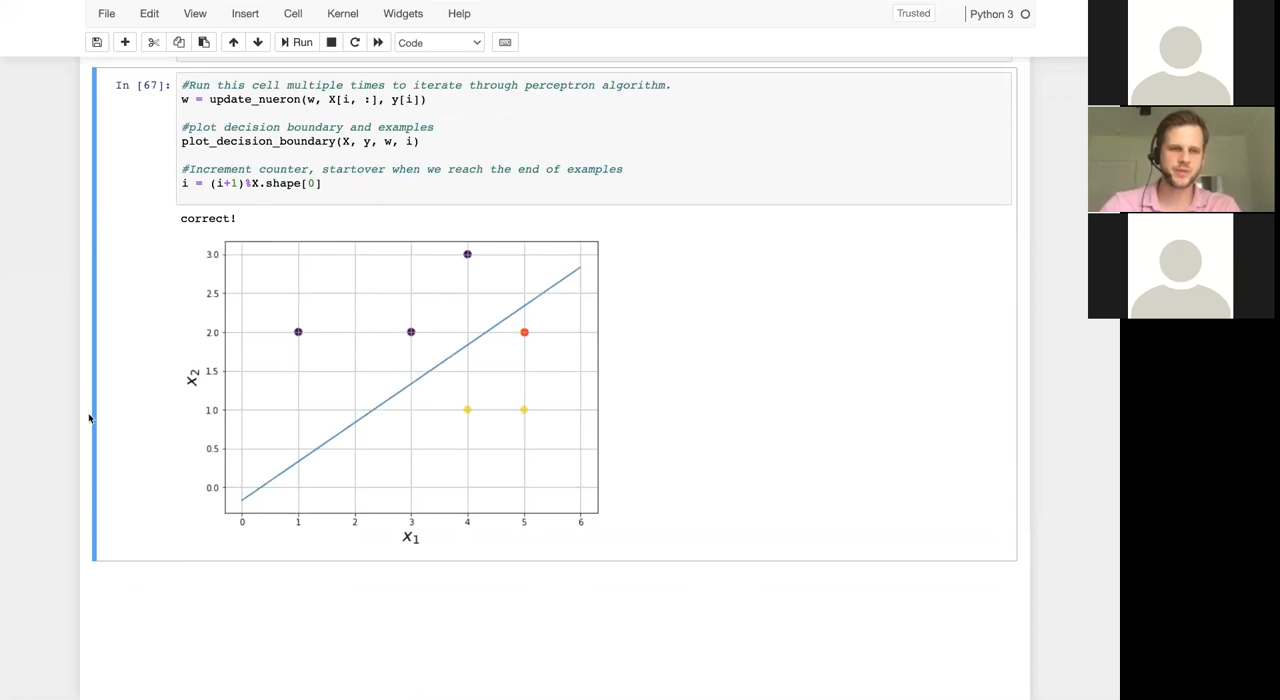 File Edit View Insert Cell Kernel Widgets Help Trusted Python 3
Run Code
In [67]: #Run this cell multiple times to iterate through perceptron algorithm.
w = update_nueron(w, X[i, :], y[i])
#plot decision boundary and examples
plot_decision_boundary(X, y, w, i)
#Increment counter, startover when we reach the end of examples
i = (i+1)%X.shape[0]
correct!
3.0
2.5
2.0
1.5
1.0
0.5
0.0
x2
0 1 2 3 4 5 6
x1